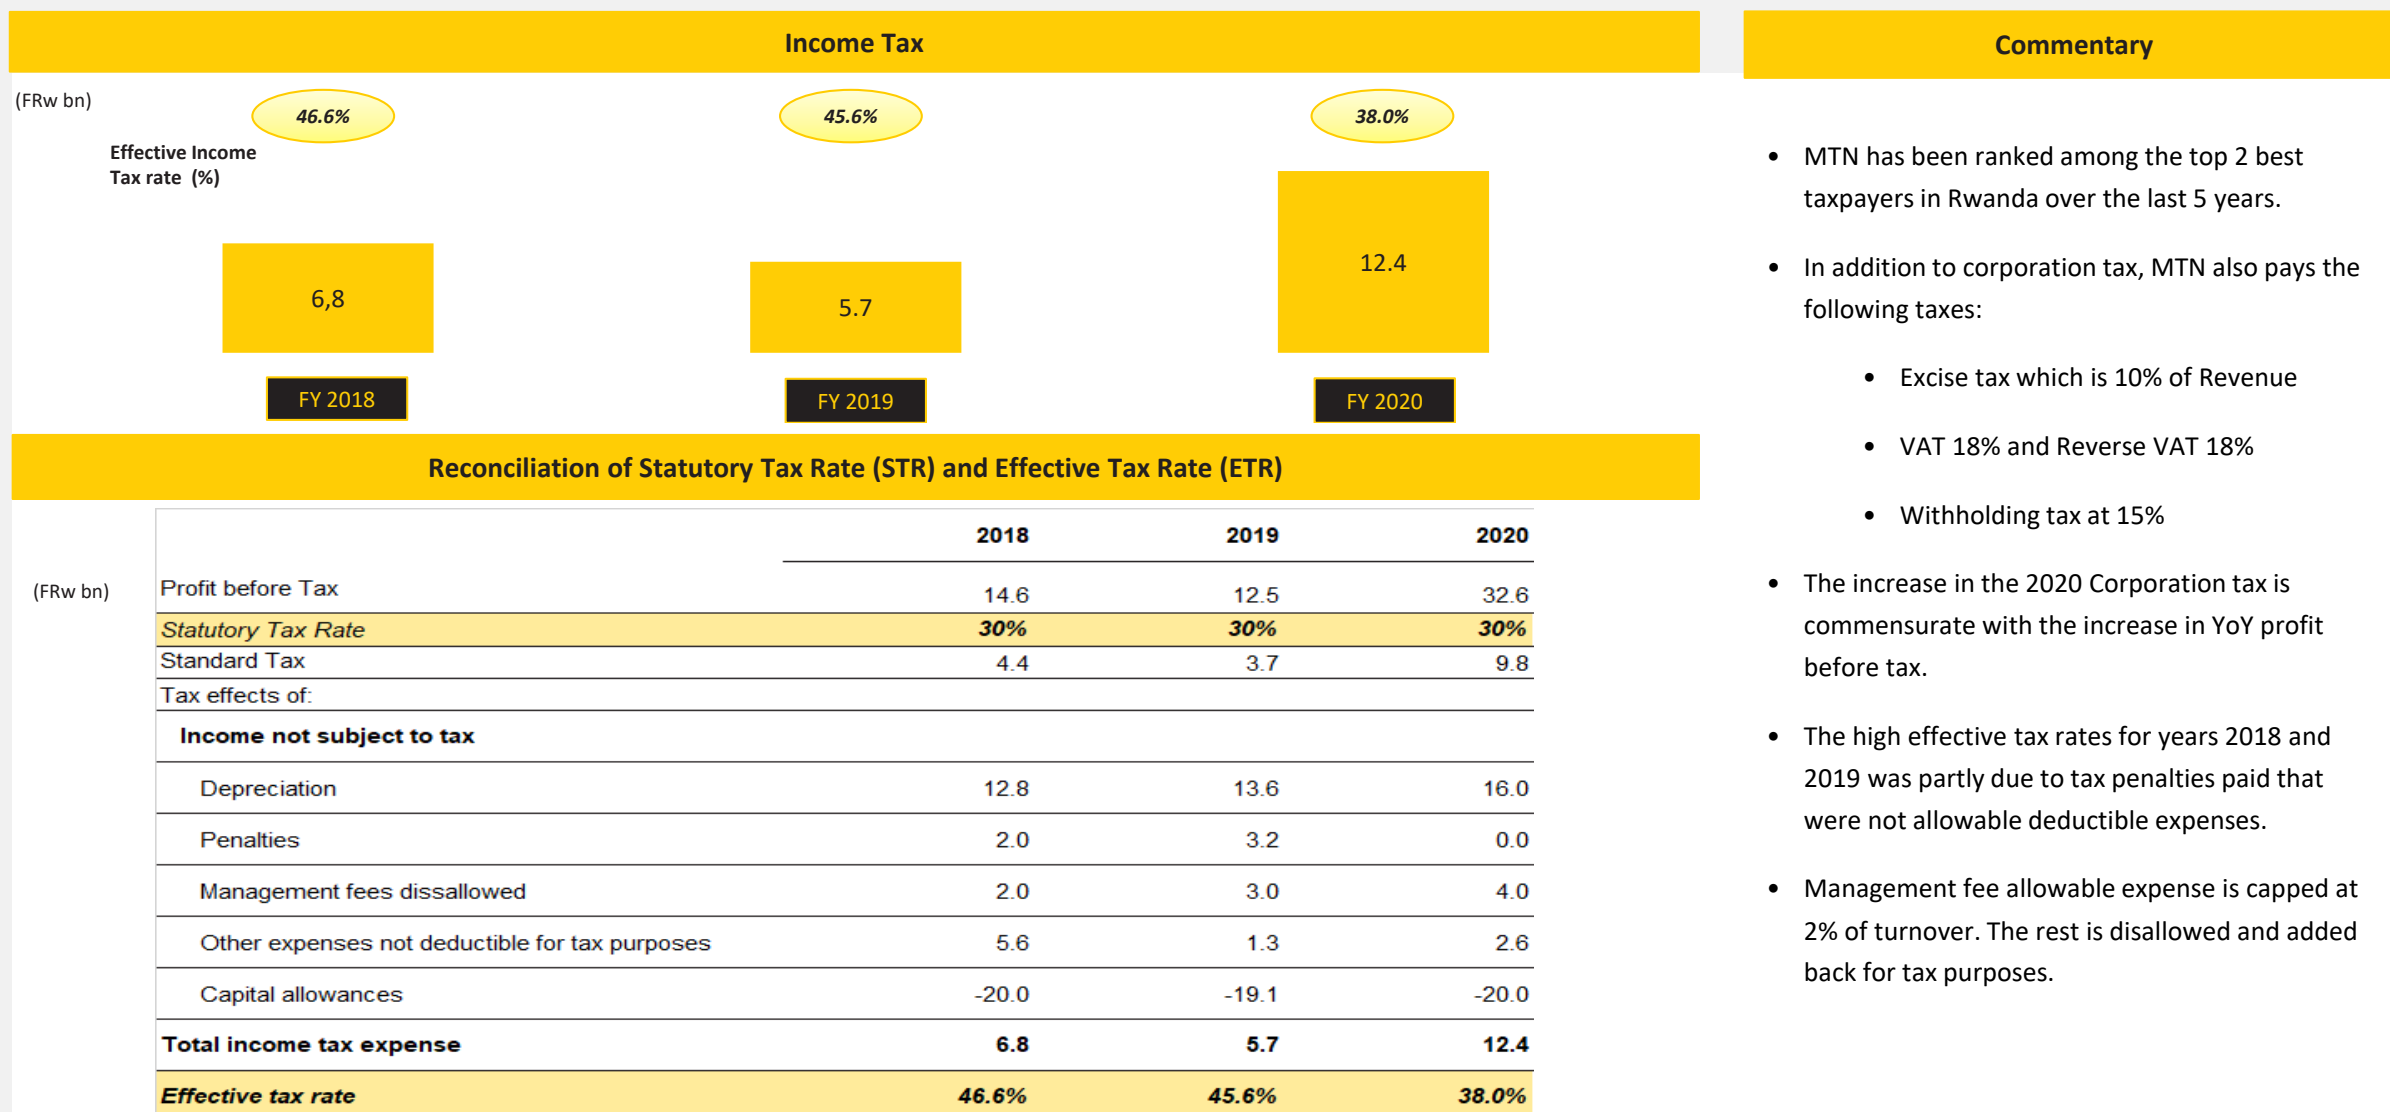 Income Tax
(FRw bn)
46.6%
45.6%
38.0%
Effective Income
Tax rate (%)
6,8
5.7
12.4
FY 2018
FY 2019
FY 2020
Reconciliation of Statutory Tax Rate (STR) and Effective Tax Rate (ETR)
(FRw bn)
2018 2019 2020
Profit before Tax 14.6 12.5 32.6
Statutory Tax Rate 30% 30% 30%
Standard Tax 4.4 3.7 9.8
Tax effects of:
Income not subject to tax
Depreciation 12.8 13.6 16.0
Penalties 2.0 3.2 0.0
Management fees dissallowed 2.0 3.0 4.0
Other expenses not deductible for tax purposes 5.6 1.3 2.6
Capital allowances -20.0 -19.1 -20.0
Total income tax expense 6.8 5.7 12.4
Effective tax rate 46.6% 45.6% 38.0%
Commentary
• MTN has been ranked among the top 2 best
taxpayers in Rwanda over the last 5 years.
• In addition to corporation tax, MTN also pays the
following taxes:
• Excise tax which is 10% of Revenue
• VAT 18% and Reverse VAT 18%
• Withholding tax at 15%
• The increase in the 2020 Corporation tax is
commensurate with the increase in YoY profit
before tax.
• The high effective tax rates for years 2018 and
2019 was partly due to tax penalties paid that
were not allowable deductible expenses.
• Management fee allowable expense is capped at
2% of turnover. The rest is disallowed and added
back for tax purposes.